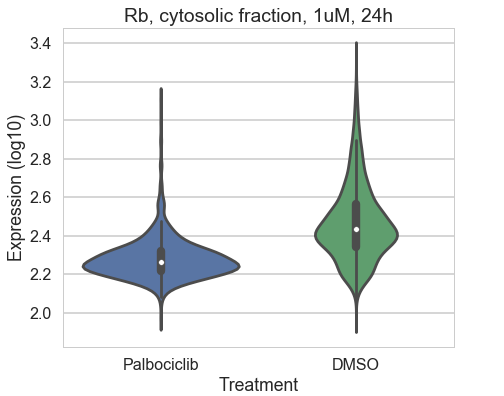 Rb, cytosolic fraction, 1uM, 24h
3.4
3.2
3.0
2.8
2.6
2.4
2.2
2.0
Expression (log10)
Palbociclib
DMSO
Treatment